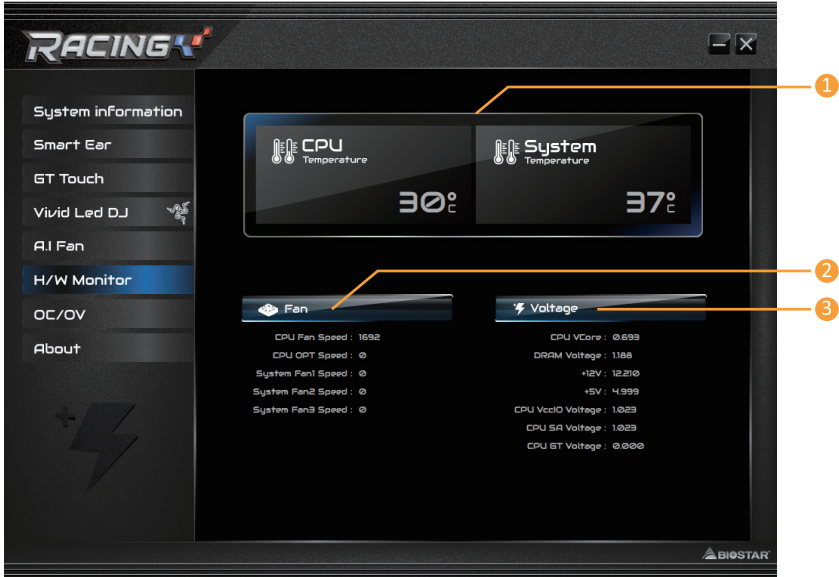 RACING
1
System information
Smart Ear
GT Touch
Vivid Led DJ
A.I Fan
H/W Monitor
OC/OV
About
CPU
Temperature
30°C
System
Temperature
37°C
2
3
Fan
CPU Fan Speed : 1692
CPU OPT Speed : 0
System Fan1 Speed : 0
System Fan2 Speed : 0
System Fan3 Speed : 0
Voltage
CPU VCore : 0.693
DRAM Voltage : 1.188
+12V : 12.210
+5V : 4.999
CPU VccIO Voltage : 1.023
CPU SA Voltage : 1.023
CPU GT Voltage : 0.000
BIOSTAR